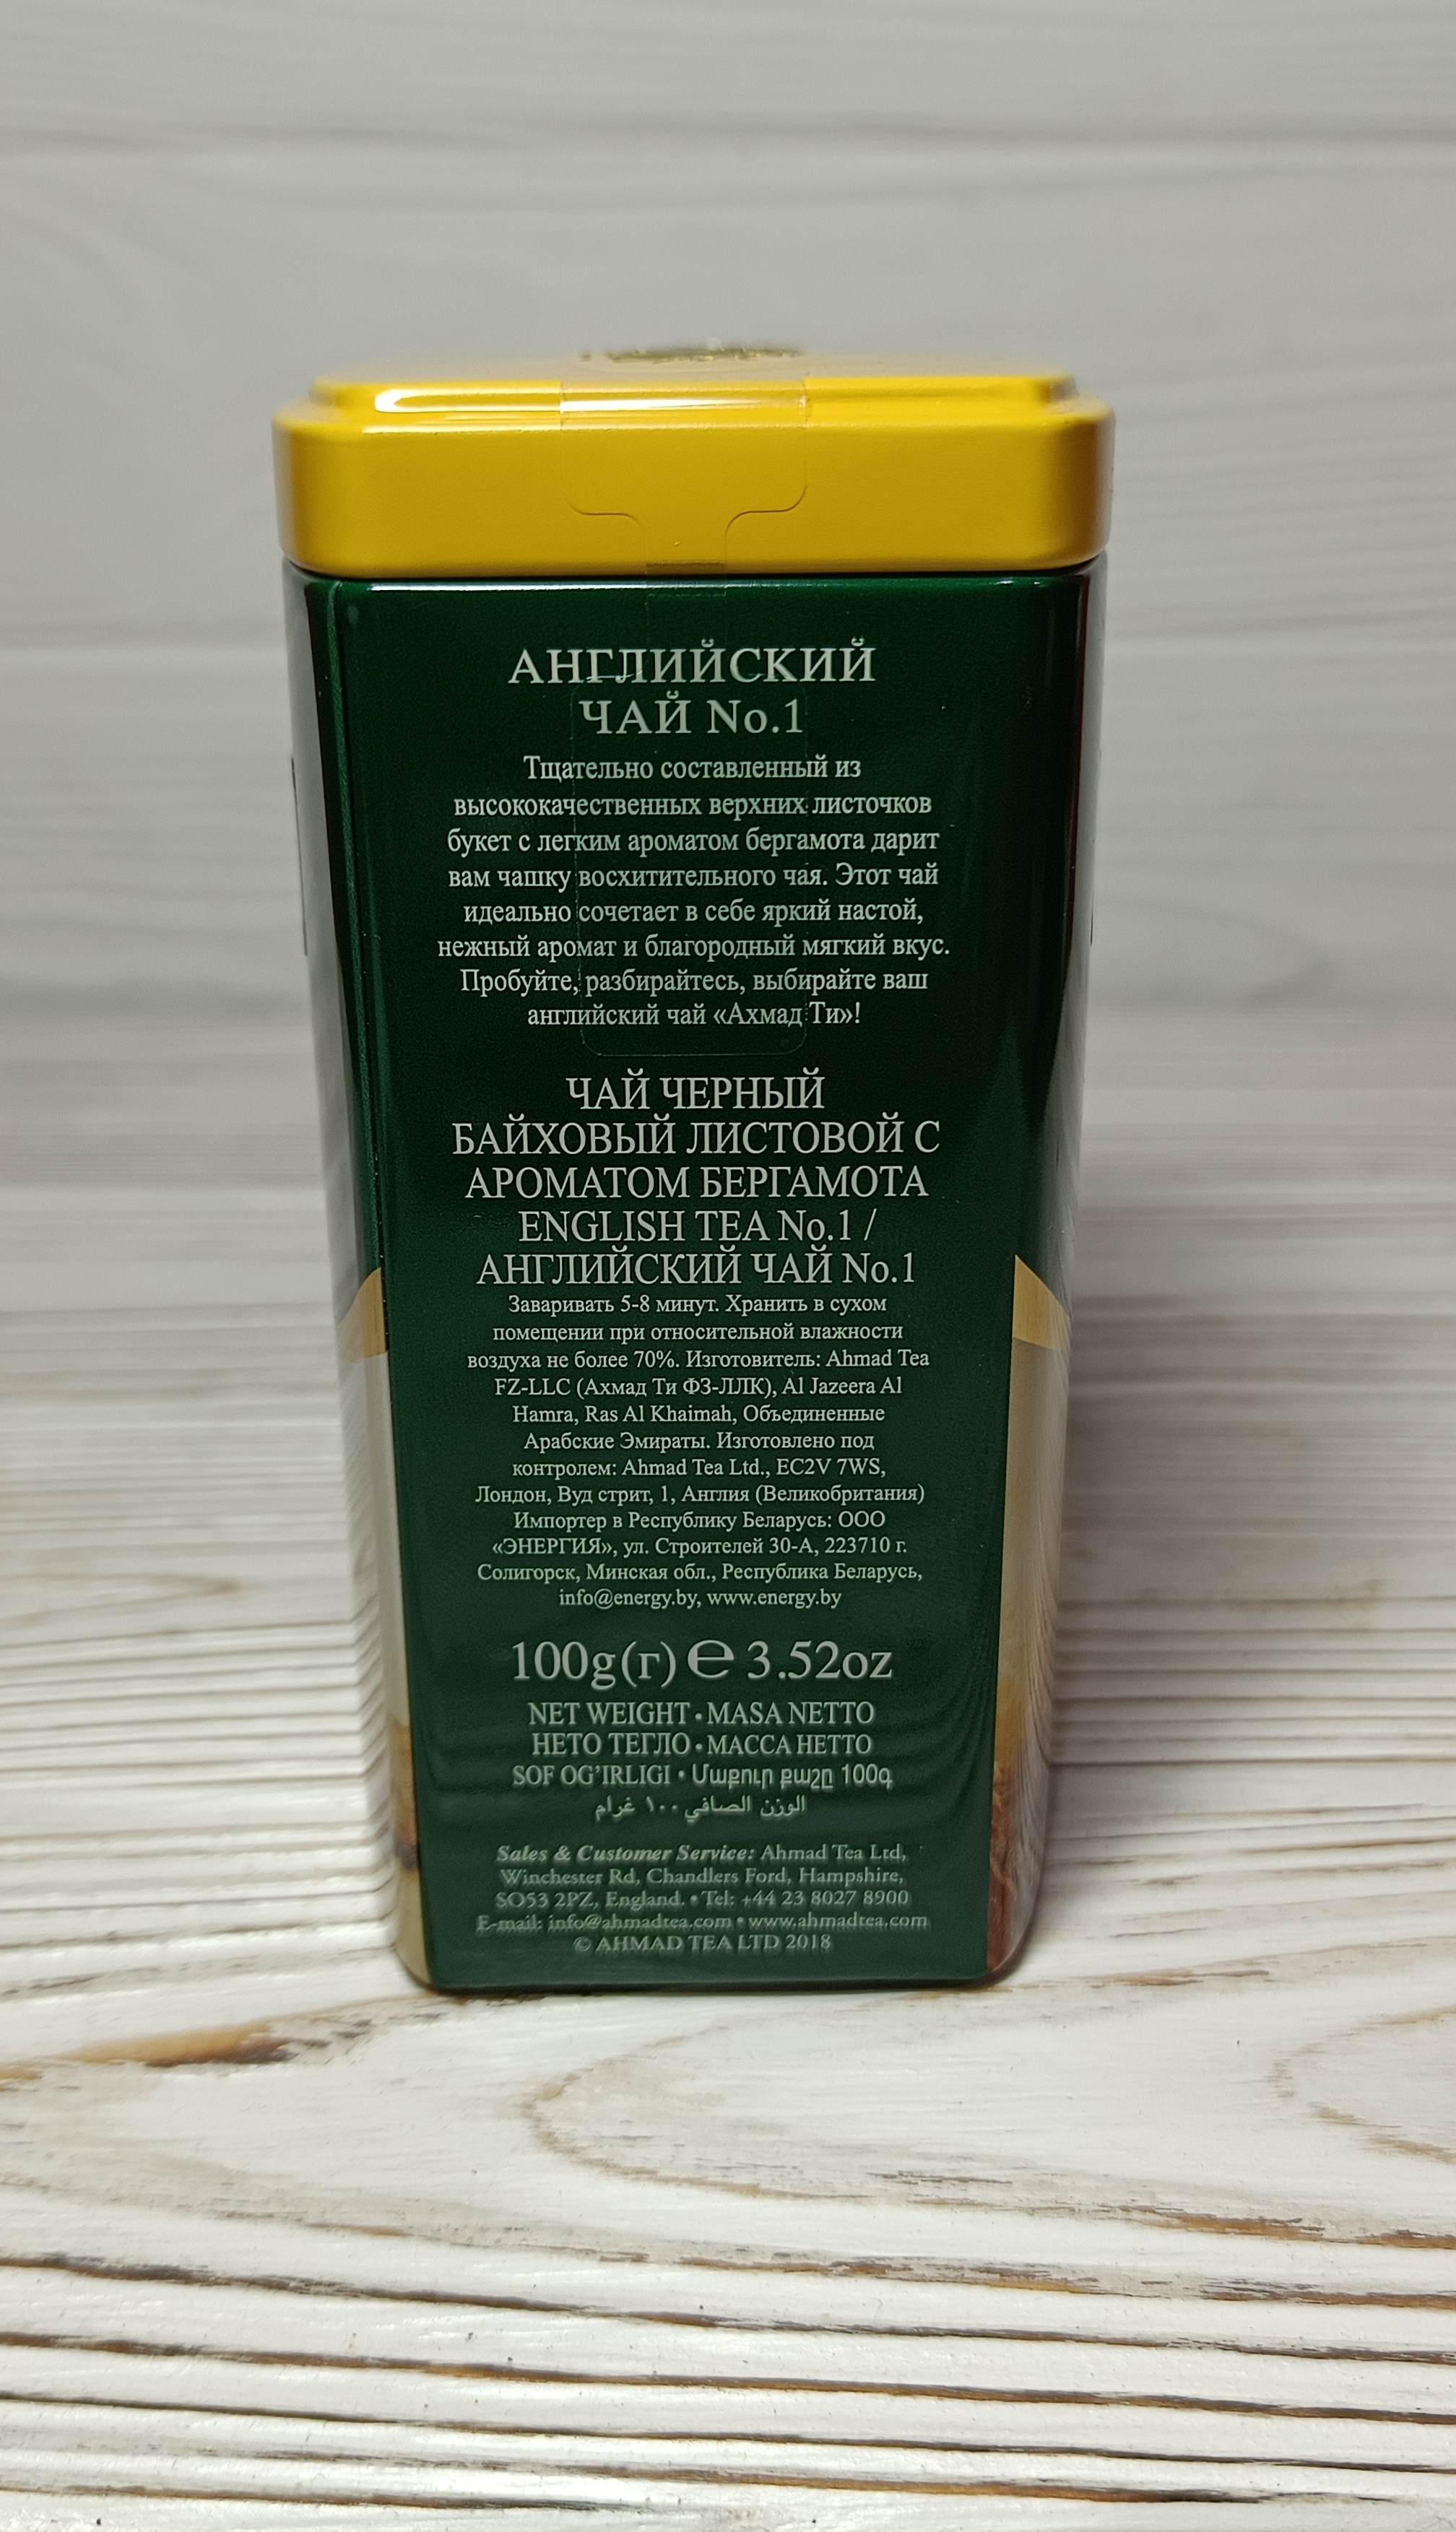 АНГЛИЙСКИЙ
ЧАЙ No.1
Тщательно составленный из
высококачественных верхних листочков
букет с легким ароматом бергамота дарит
вам чашку восхитительного чая. Этот чай
идеально сочетает в себе яркий настой,
нежный аромат и благородный мягкий вкус.
Пробуйте, разбирайтесь, выбирайте ваш
английский чай «Ахмад Ти»!
ЧАЙ ЧЕРНЫЙ
БАЙХОВЫЙ ЛИСТОВОЙ С
АРОМАТОМ БЕРГАМОТА
ENGLISH TEA No.1 /
АНГЛИЙСКИЙ ЧАЙ No.1
Заваривать 5-8 минут. Хранить в сухом
помещении при относительной влажности
воздуха не более 70%. Изготовитель: Ahmad Tea
FZ-LLC (Ахмад Ти ФЗ-ЛЛК), Al Jazeera Al
Hamra, Ras Al Khaimah, Объединенные
Арабские Эмираты. Изготовлено под
контролем: Ahmad Tea Ltd., EC2V 7WS,
Лондон, Вуд стрит, 1, Англия (Великобритания)
Импортер в Республику Беларусь: ООО
«ЭНЕРГИЯ», ул. Строителей 30-А, 223710 г.
Солигорск, Минская обл., Республика Беларусь,
info@energy.by, www.energy.by
100g(г) ℮ 3.52oz
NET WEIGHT • MASA NETTO
НЕТО ТЕГЛО • МАССА НЕТТО
SOF OG'IRLIGI • Մաքուր քաշը 100գ
الوزن الصافي ١٠٠ غرام
Sales & Customer Service: Ahmad Tea Ltd,
Winchester Rd, Chandlers Ford, Hampshire,
SO53 2PZ, England. • Tel: +44 23 8027 8900
E-mail: info@ahmadtea.com • www.ahmadtea.com
© AHMAD TEA LTD 2018